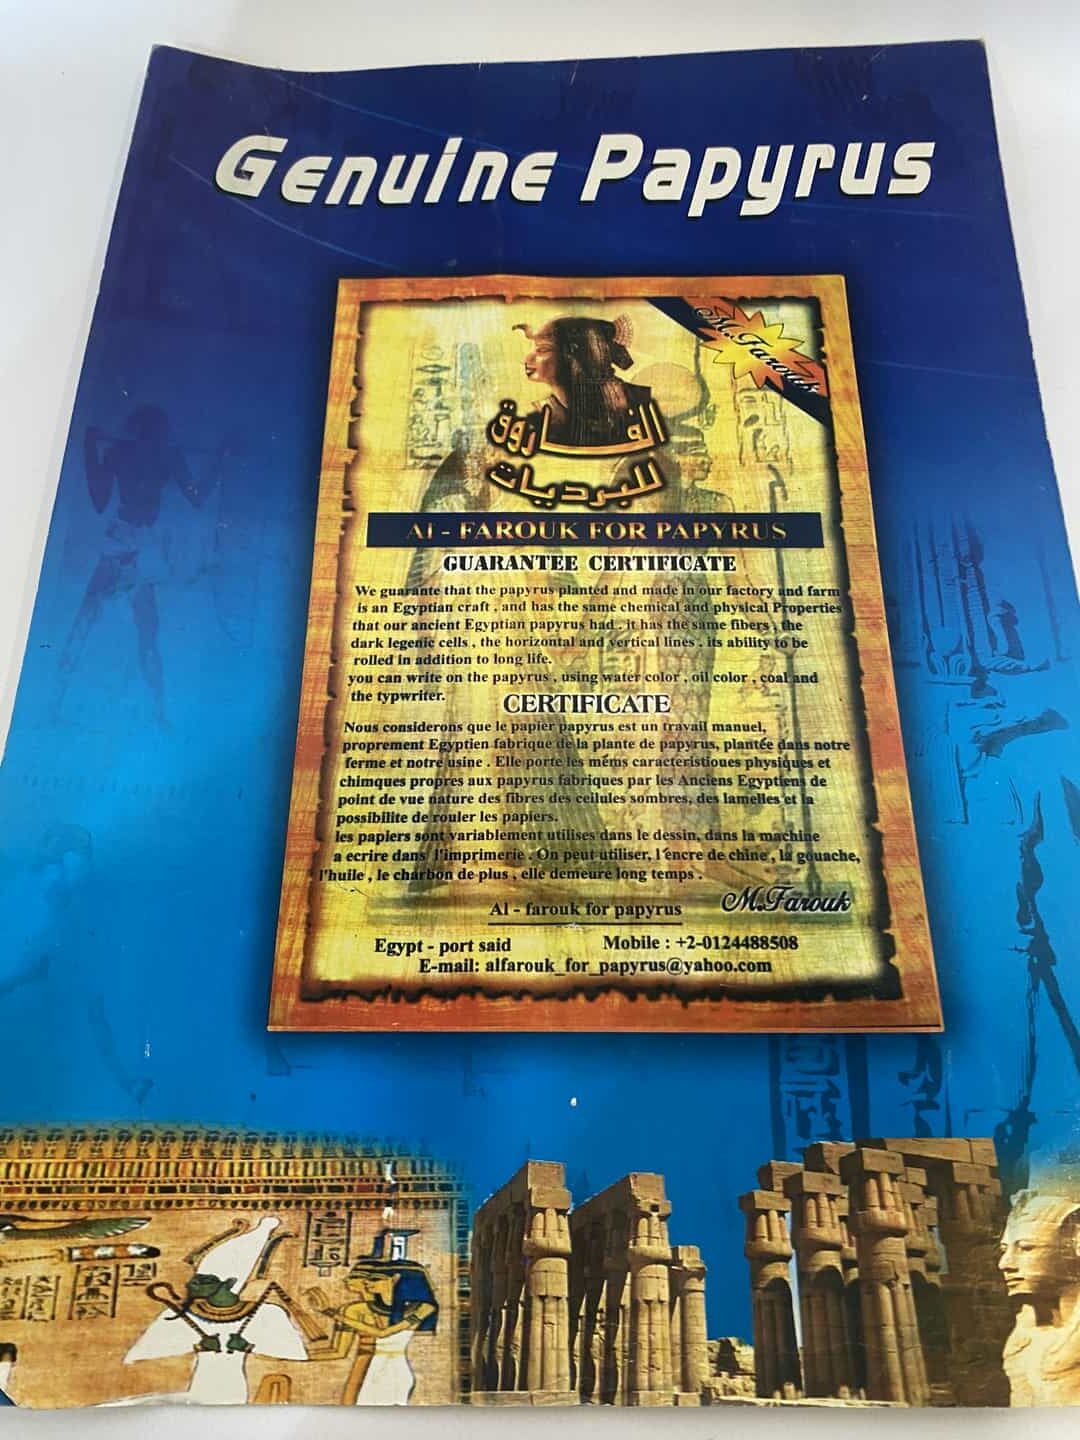 Genuine Papyrus
M.Farouk
الفاروق
للبرديات
Al - FAROUK FOR PAPYRUS
GUARANTEE CERTIFICATE
We guarante that the papyrus planted and made in our factory and farm
is an Egyptian craft , and has the same chemical and physical Properties
that our ancient Egyptian papyrus had . it has the same fibers , the
dark legenic cells , the horizontal and vertical lines , its ability to be
rolled in addition to long life.
you can write on the papyrus , using water color , oil color , coal and
the typwriter.
CERTIFICATE
Nous considerons que le papier papyrus est un travail manuel,
proprement Egyptien fabrique de la plante de papyrus, plantée dans notre
ferme et notre usine . Elle porte les méms caracteristioues physiques et
chimques propres aux papyrus fabriques par les Anciens Egyptiens de
point de vue nature des fibres des ceilules sombres, des lamelles et la
possibilite de rouler les papiers.
les papiers sont variablement utilises dans le dessin, dans la machine
a ecrire dans l'imprimerie . On peut utiliser, l'encre de chine , la gouache,
l'huile , le charbon de plus , elle demeure long temps .
M.Farouk
Al - farouk for papyrus
Egypt - port said
Mobile : +2-0124488508
E-mail: alfarouk_for_papyrus@yahoo.com